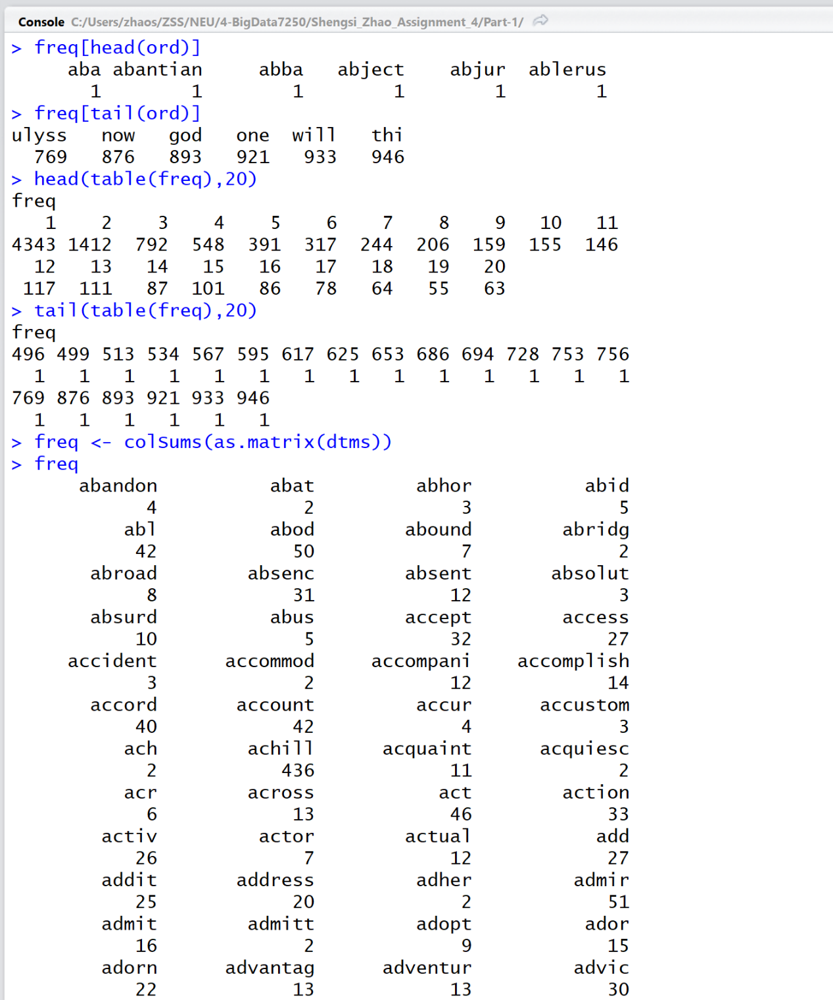 Console C:/Users/zhaos/ZSS/NEU/4-BigData7250/Shengsi_Zhao_Assignment_4/Part-1/
> freq[head(ord)]
aba abantian abba abject abjur ablerus
1 1 1 1 1 1
> freq[tail(ord)]
ulyss now god one will thi
769 876 893 921 933 946
> head(table(freq),20)
freq
1 2 3 4 5 6 7 8 9 10 11
4343 1412 792 548 391 317 244 206 159 155 146
12 13 14 15 16 17 18 19 20
117 111 87 101 86 78 64 55 63
> tail(table(freq),20)
freq
496 499 513 534 567 595 617 625 653 686 694 728 753 756
1 1 1 1 1 1 1 1 1 1 1 1 1 1
769 876 893 921 933 946
1 1 1 1 1 1
> freq <- colSums(as.matrix(dtms))
> freq
abandon abat abhor abid
4 2 3 5
abl abod abound abridg
42 50 7 2
abroad absenc absent absolut
8 31 12 3
absurd abus accept access
10 5 32 27
accident accommod accompani accomplish
3 2 12 14
accord account accur accustom
40 42 4 3
ach achill acquaint acquiesc
2 436 11 2
acr across act action
6 13 46 33
activ actor actual add
26 7 12 27
addit address adher admir
25 20 2 51
admit admitt adopt ador
16 2 9 15
adorn advantag adventur advic
22 13 13 30